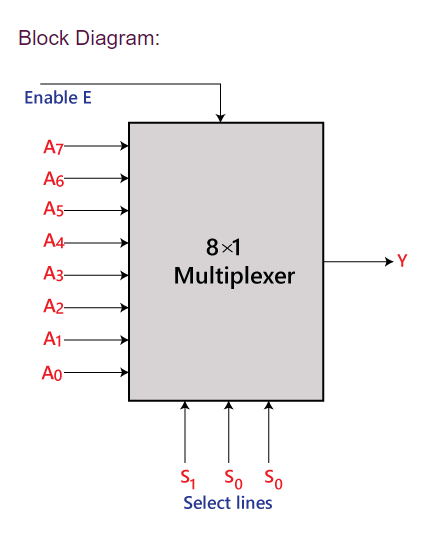 Block Diagram:
Enable E
A7
A6
A5
A4
A3
A2
A1
A0
8×1
Multiplexer
Y
S1 S0 S0
Select lines